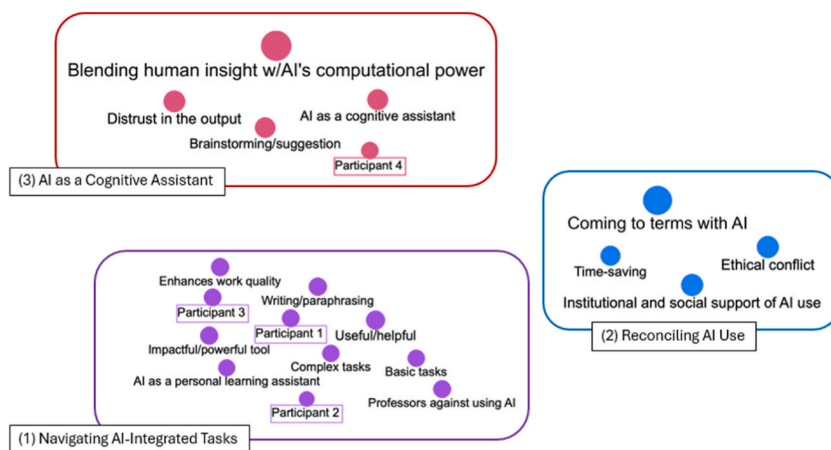 Blending human insight w/AI's computational power
Distrust in the output
AI as a cognitive assistant
Brainstorming/suggestion
Participant 4
(3) AI as a Cognitive Assistant
Coming to terms with AI
Time-saving
Ethical conflict
Institutional and social support of AI use
(2) Reconciling AI Use
Enhances work quality
Writing/paraphrasing
Participant 3
Participant 1
Useful/helpful
Impactful/powerful tool
Complex tasks
Basic tasks
AI as a personal learning assistant
Professors against using AI
Participant 2
(1) Navigating AI-Integrated Tasks